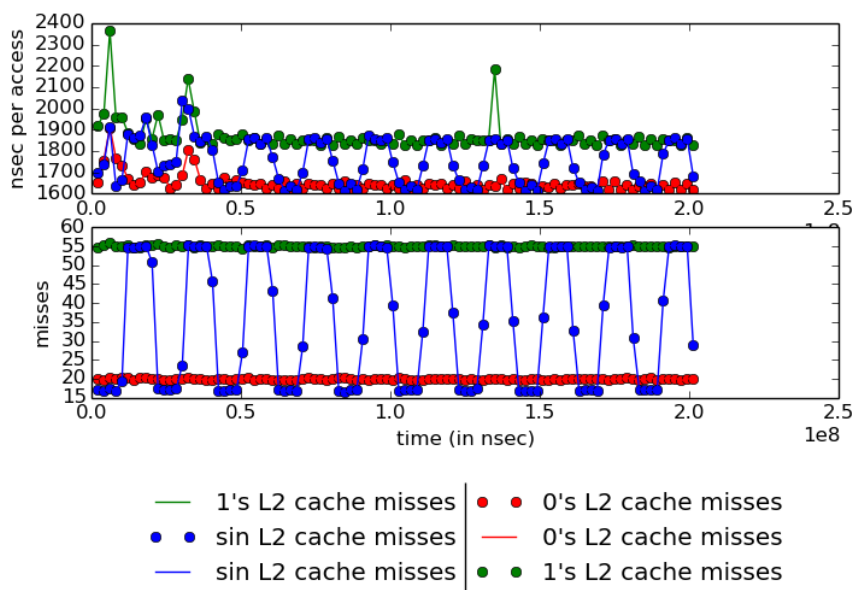 2400
2300
2200
2100
2000
1900
1800
1700
1600
nsec per access
0.0 0.5 1.0 1.5 2.0 2.5
60
55
50
45
40
35
30
25
20
15
misses
0.0 0.5 1.0 1.5 2.0 2.5
time (in nsec)
1e8
1's L2 cache misses 0's L2 cache misses
sin L2 cache misses 0's L2 cache misses
sin L2 cache misses 1's L2 cache misses